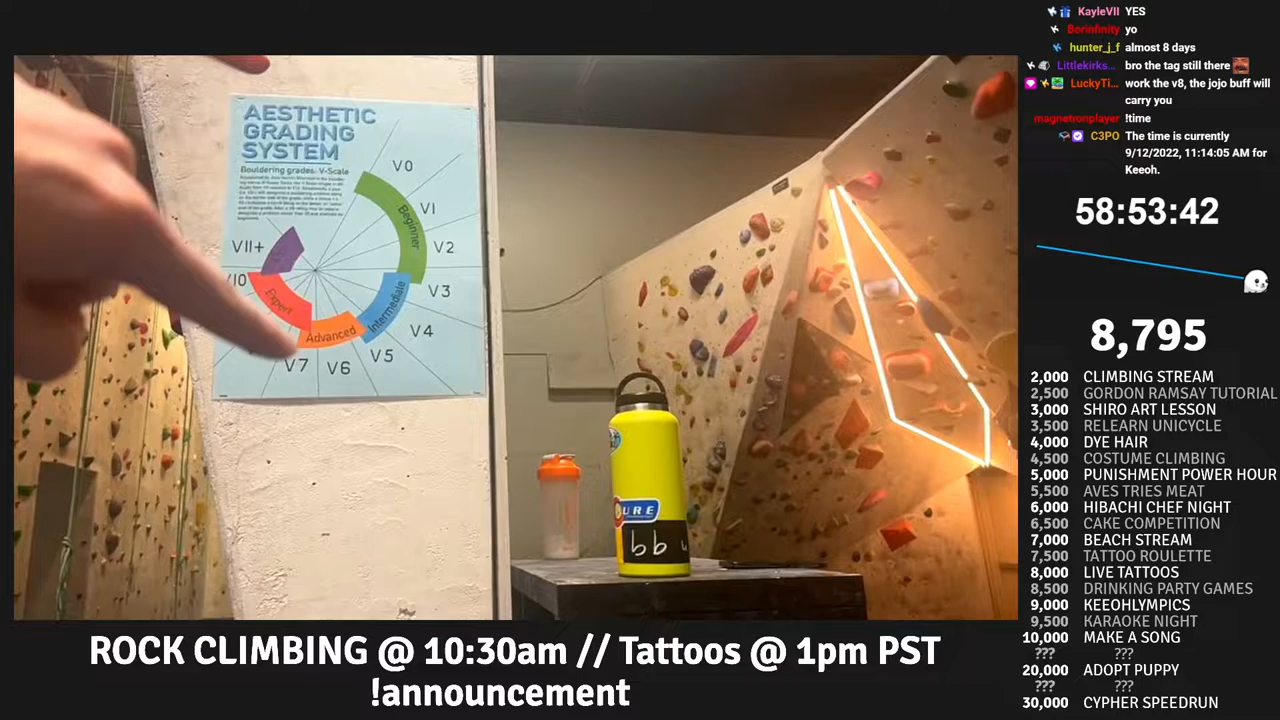 AESTHETIC
GRADING
SYSTEM
Bouldering grades: V-Scale
V0
V1
V2
V3
V4
V5
V6
V7
V10
VII+
Beginner
Intermediate
Advanced
Expert
URE
bb
KayleVII YES
Borinfinity yo
hunter_j_f almost 8 days
Littlekirks... bro the tag still there
LuckyTi... work the v8, the jojo buff will
carry you
magnetronplayer !time
C3PO The time is currently
9/12/2022, 11:14:05 AM for
Keeoh.
58:53:42
8,795
2,000 CLIMBING STREAM
2,500 GORDON RAMSAY TUTORIAL
3,000 SHIRO ART LESSON
3,500 RELEARN UNICYCLE
4,000 DYE HAIR
4,500 COSTUME CLIMBING
5,000 PUNISHMENT POWER HOUR
5,500 AVES TRIES MEAT
6,000 HIBACHI CHEF NIGHT
6,500 CAKE COMPETITION
7,000 BEACH STREAM
7,500 TATTOO ROULETTE
8,000 LIVE TATTOOS
8,500 DRINKING PARTY GAMES
9,000 KEEOHLYMPICS
9,500 KARAOKE NIGHT
10,000 MAKE A SONG
??? ???
20,000 ADOPT PUPPY
??? ???
30,000 CYPHER SPEEDRUN
ROCK CLIMBING @ 10:30am // Tattoos @ 1pm PST
!announcement